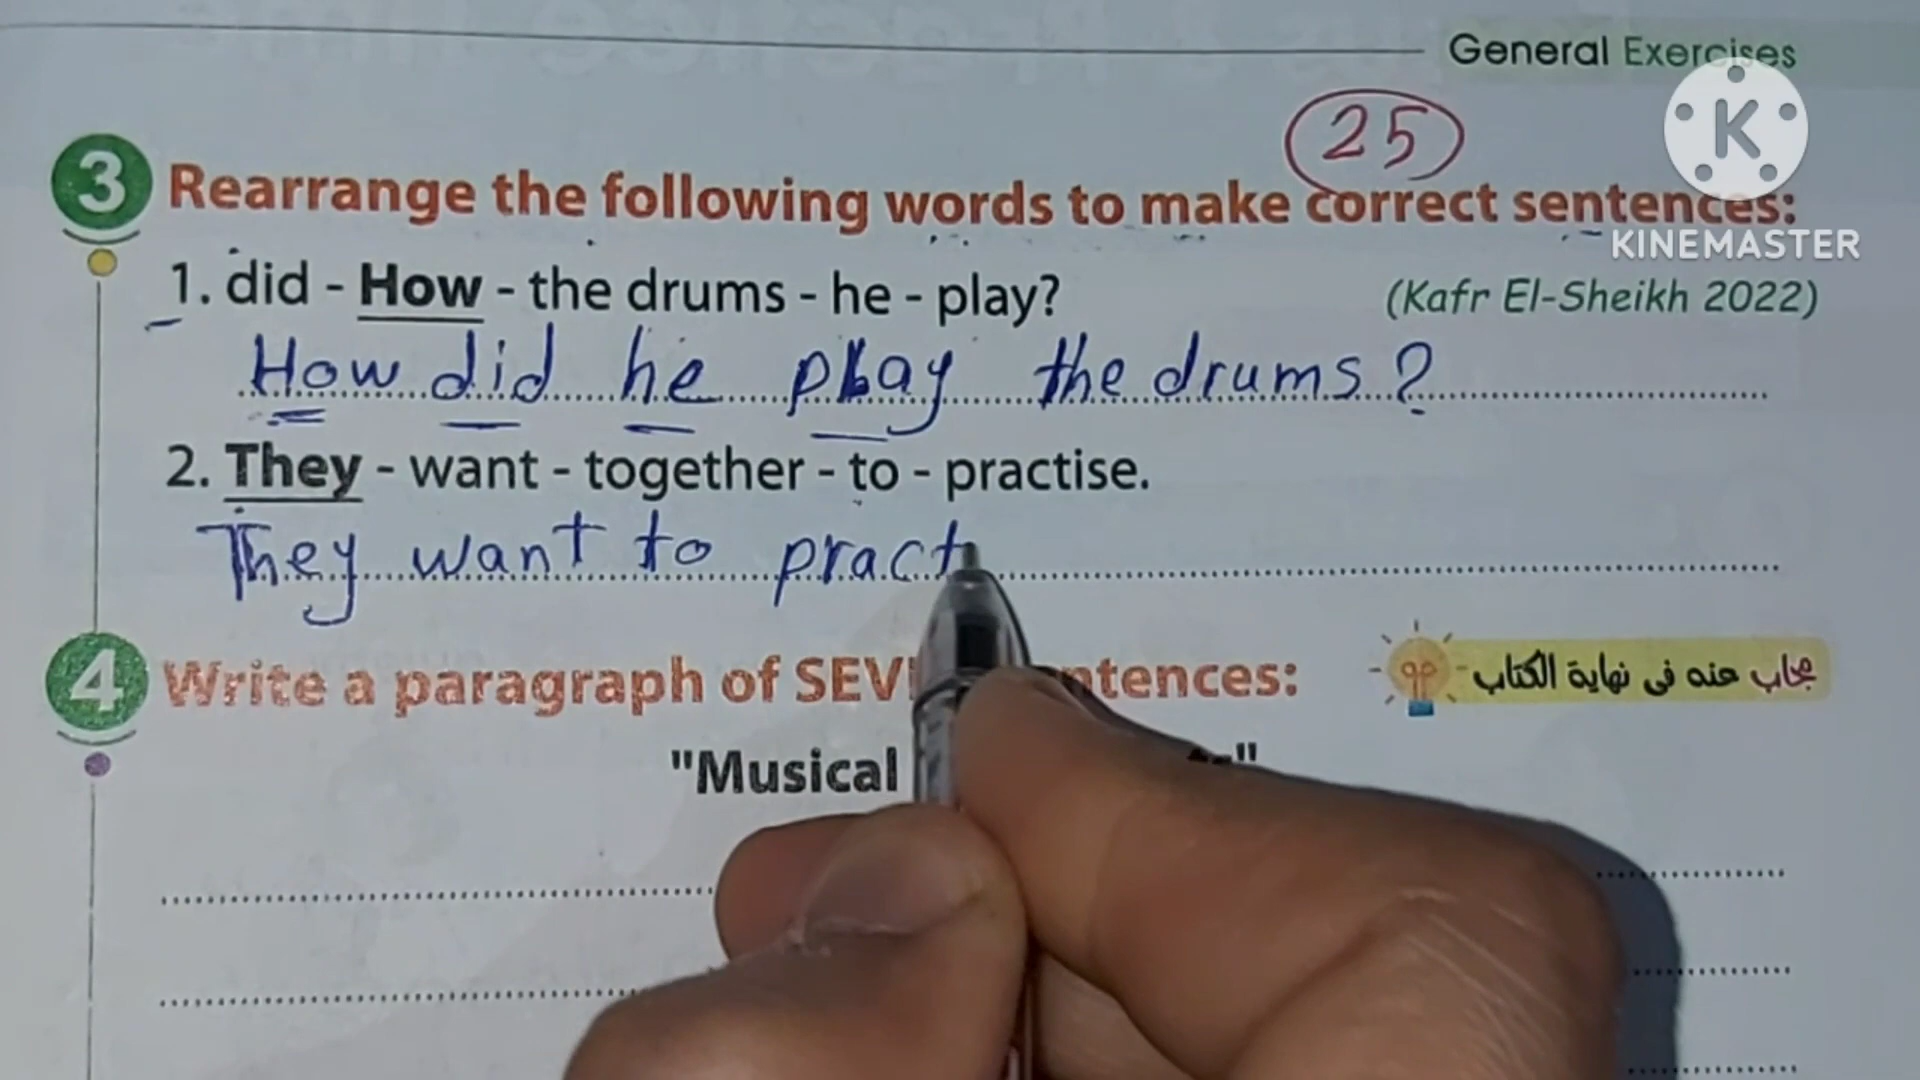 General Exercises
25
K
KINEMASTER
3 Rearrange the following words to make correct sentences:
1. did - How - the drums - he - play?
(Kafr El-Sheikh 2022)
How did he play the drums?
2. They - want - together - to - practise.
They want to pract
4 Write a paragraph of SEV ntences:
مجاب عنه فى نهاية الكتاب
"Musical "